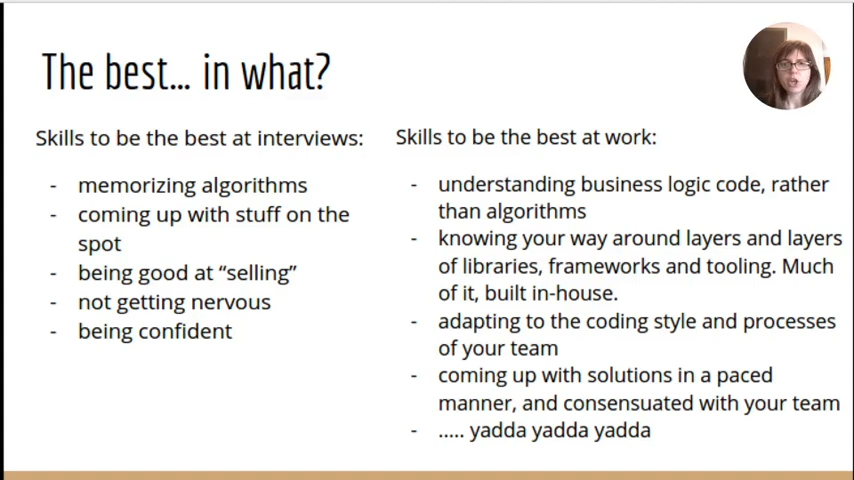 The best... in what?
Skills to be the best at interviews:
- memorizing algorithms
- coming up with stuff on the
spot
- being good at “selling”
- not getting nervous
- being confident
Skills to be the best at work:
- understanding business logic code, rather
than algorithms
- knowing your way around layers and layers
of libraries, frameworks and tooling. Much
of it, built in-house.
- adapting to the coding style and processes
of your team
- coming up with solutions in a paced
manner, and consensuated with your team
- ..... yadda yadda yadda